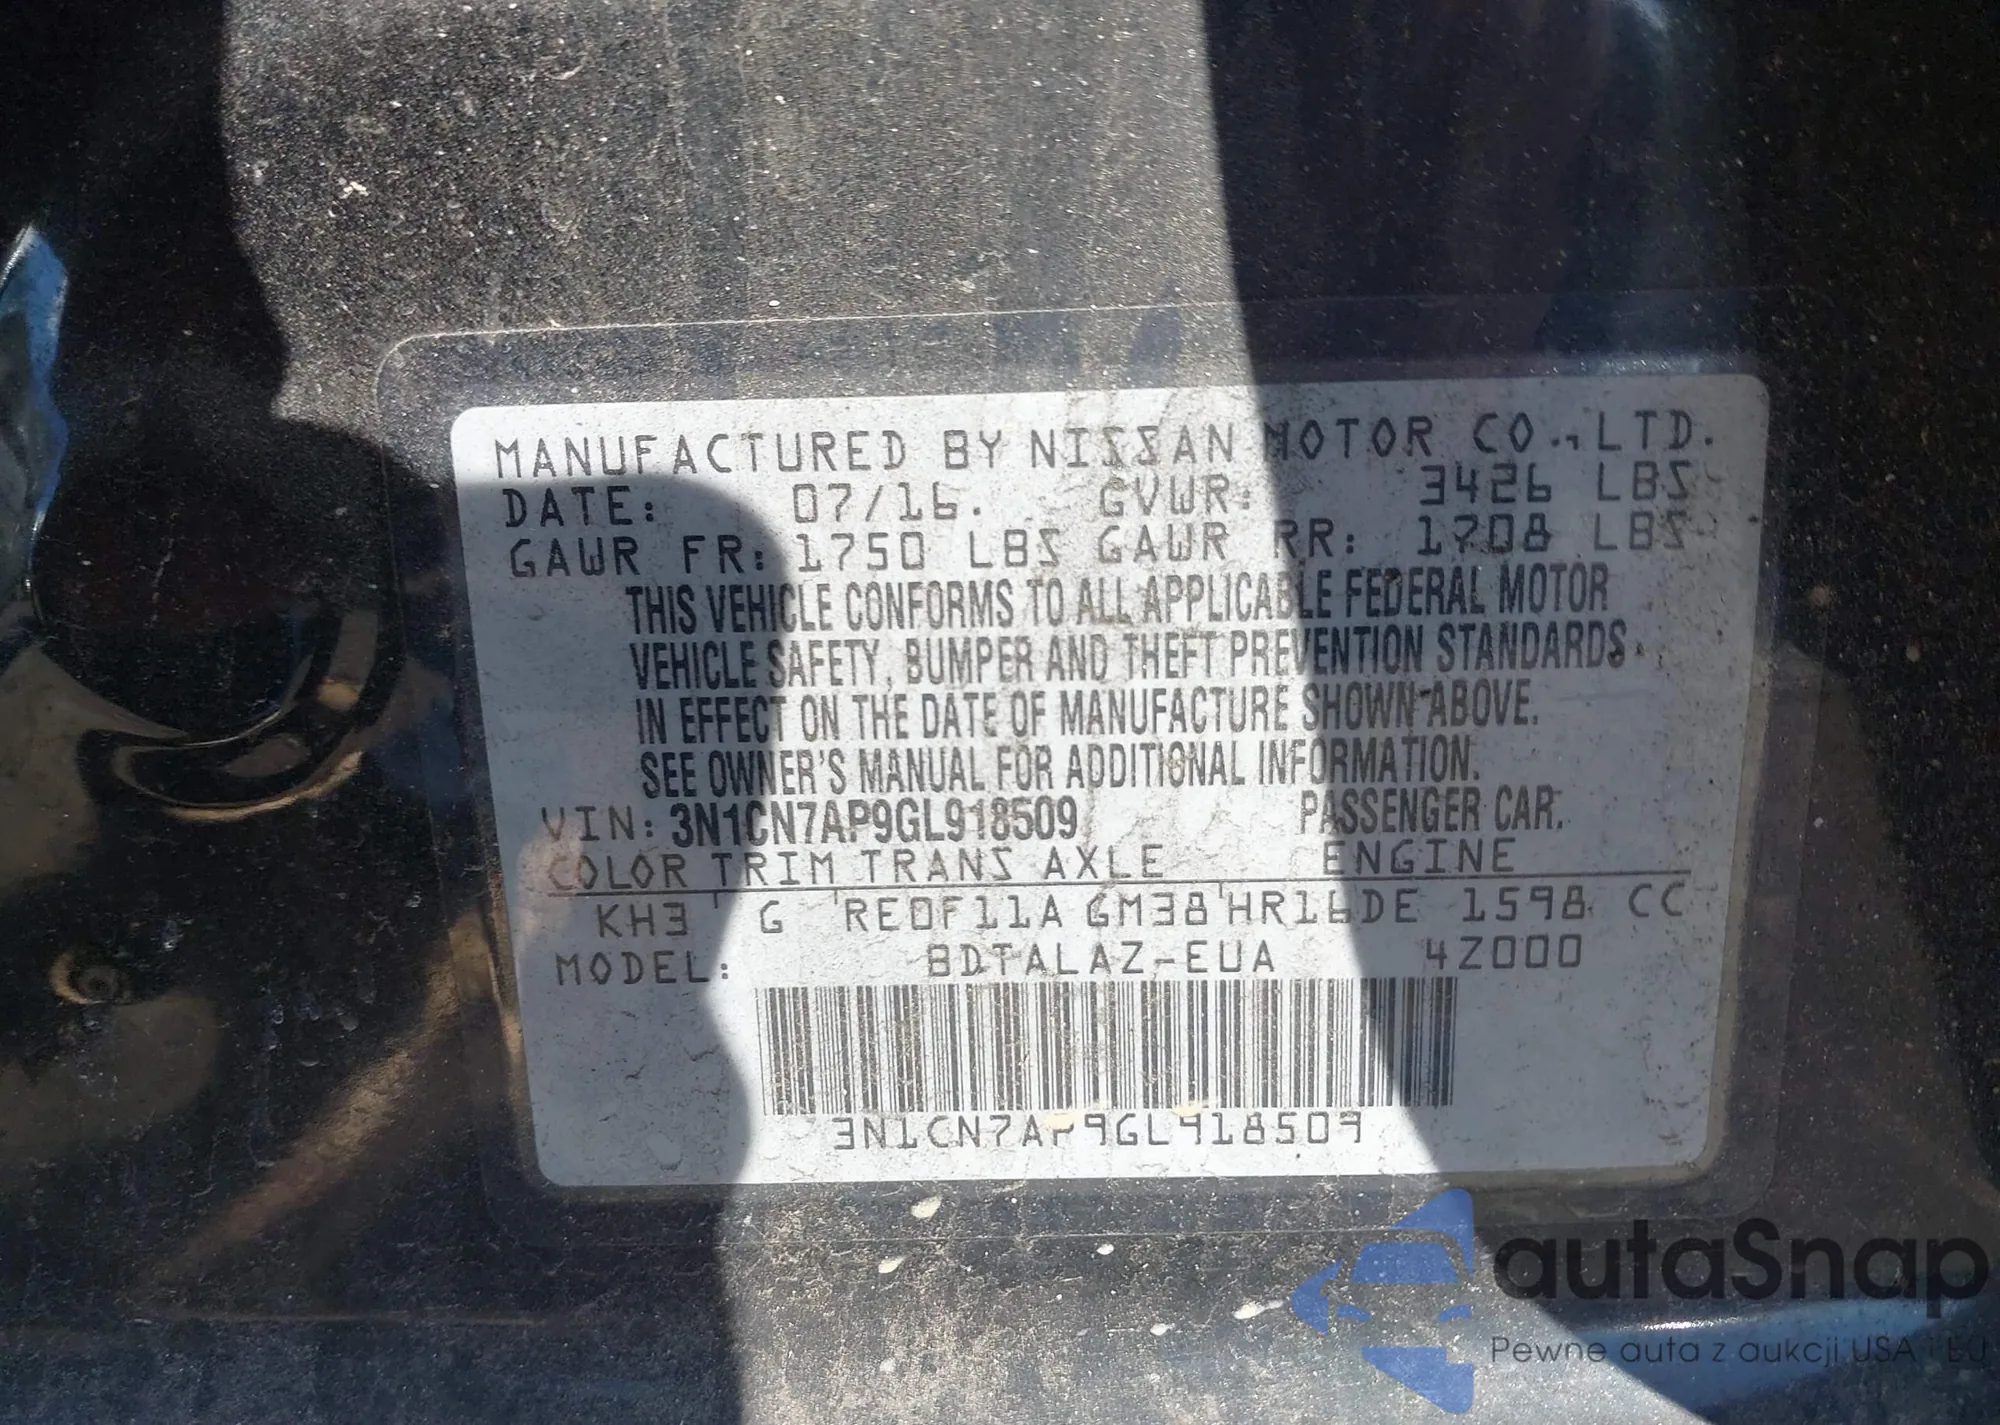 MANUFACTURED BY NISSAN MOTOR CO., LTD.
DATE: 07/16. GVWR: 3426 LBS
GAWR FR: 1750 LBS GAWR RR: 1708 LBS
THIS VEHICLE CONFORMS TO ALL APPLICABLE FEDERAL MOTOR
VEHICLE SAFETY, BUMPER AND THEFT PREVENTION STANDARDS
IN EFFECT ON THE DATE OF MANUFACTURE SHOWN ABOVE.
SEE OWNER'S MANUAL FOR ADDITIONAL INFORMATION.
VIN: 3N1CN7AP9GL918509 PASSENGER CAR.
COLOR TRIM TRANS AXLE ENGINE
KH3 G RE0F11A GM38 HR16DE 1598 CC
MODEL: BDTALAZ-EUA 4Z000
3N1CN7AP9GL918509
autaSnap
Pewne auta z aukcji USA i EU